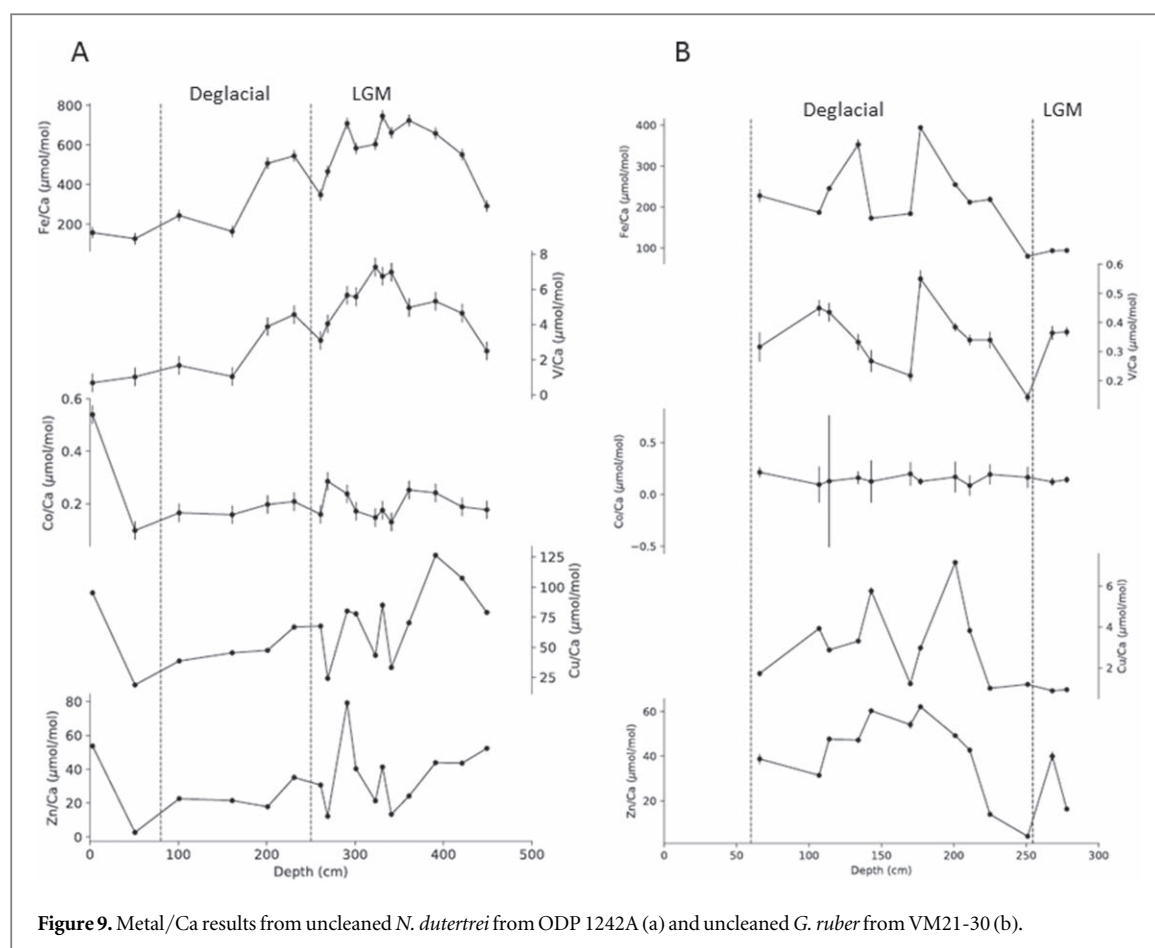 A
B
Deglacial
LGM
Deglacial
LGM
800
600
400
200
Fe/Ca (μmol/mol)
8
6
4
2
0
V/Ca (μmol/mol)
0.6
0.4
0.2
Co/Ca (μmol/mol)
125
100
75
50
25
Cu/Ca (μmol/mol)
80
60
40
20
0
Zn/Ca (μmol/mol)
0 100 200 300 400 500
Depth (cm)
400
300
200
100
Fe/Ca (μmol/mol)
0.6
0.5
0.4
0.3
0.2
V/Ca (μmol/mol)
0.5
0.0
−0.5
Co/Ca (μmol/mol)
6
4
2
Cu/Ca (μmol/mol)
60
40
20
Zn/Ca (μmol/mol)
0 50 100 150 200 250 300
Depth (cm)
Figure 9. Metal/Ca results from uncleaned N. dutertrei from ODP 1242A (a) and uncleaned G. ruber from VM21-30 (b).